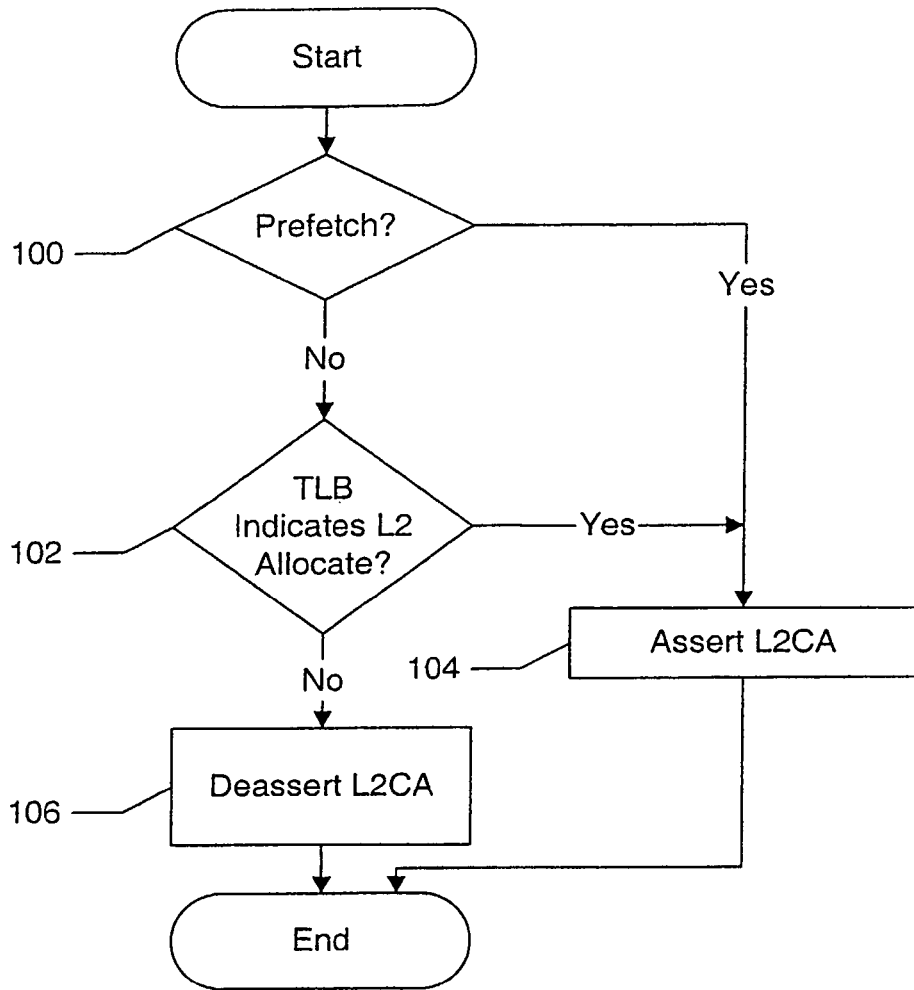 Start
Prefetch?
100
Yes
No
TLB
Indicates L2
Allocate?
102
Yes
Assert L2CA
104
No
Deassert L2CA
106
End